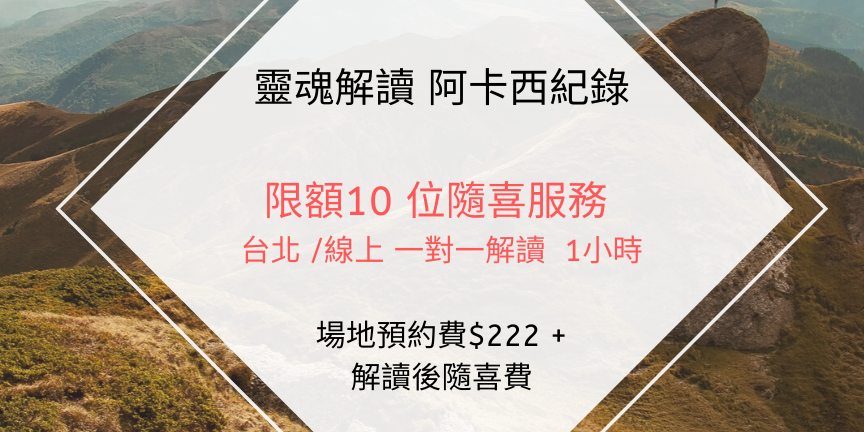 靈魂解讀 阿卡西紀錄
限額10 位隨喜服務
台北 /線上 一對一解讀 1小時
場地預約費$222 +
解讀後隨喜費